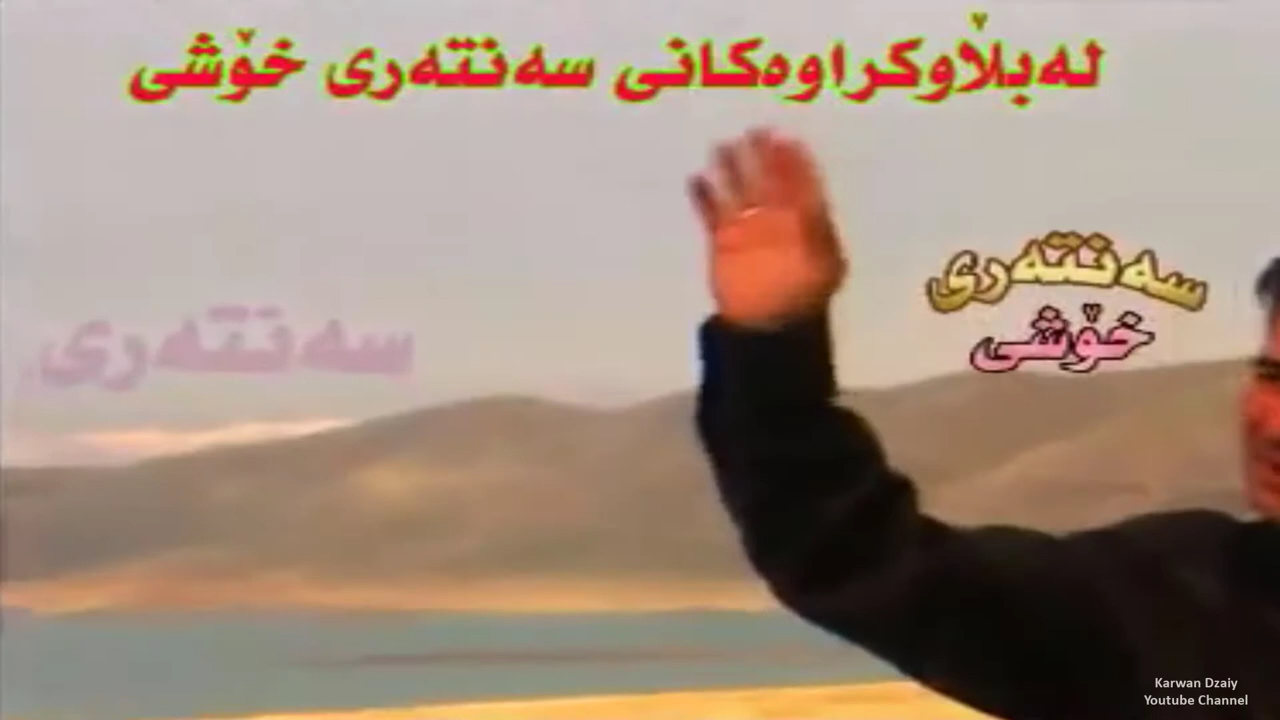 لەبڵاوکراوەکانی سەنتەری خۆشی
سەنتەری
خۆشی
سەنتەری
Karwan Dzaiy
Youtube Channel